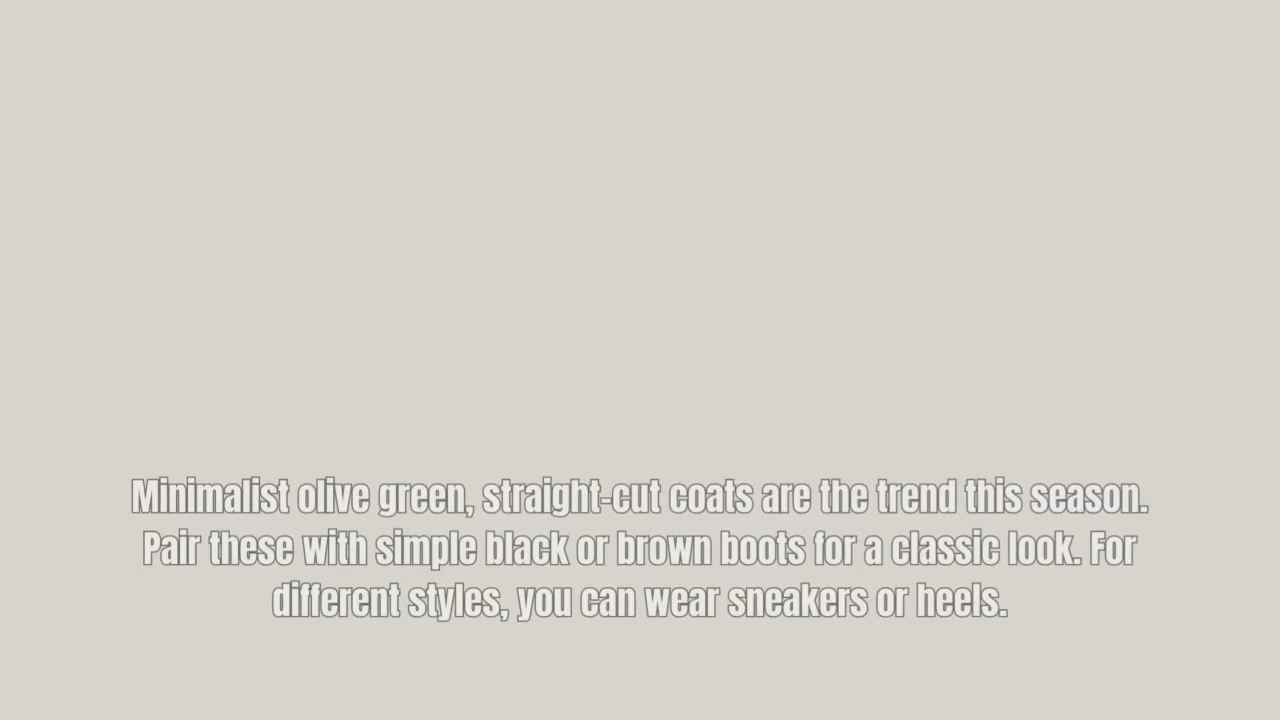 Minimalist olive green, straight-cut coats are the trend this season.
Pair these with simple black or brown boots for a classic look. For
different styles, you can wear sneakers or heels.